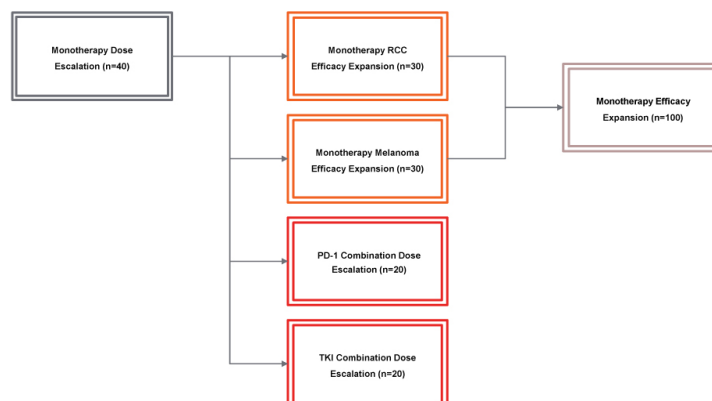 Monotherapy Dose
Escalation (n=40)
Monotherapy RCC
Efficacy Expansion (n=30)
Monotherapy Melanoma
Efficacy Expansion (n=30)
PD-1 Combination Dose
Escalation (n=20)
TKI Combination Dose
Escalation (n=20)
Monotherapy Efficacy
Expansion (n=100)